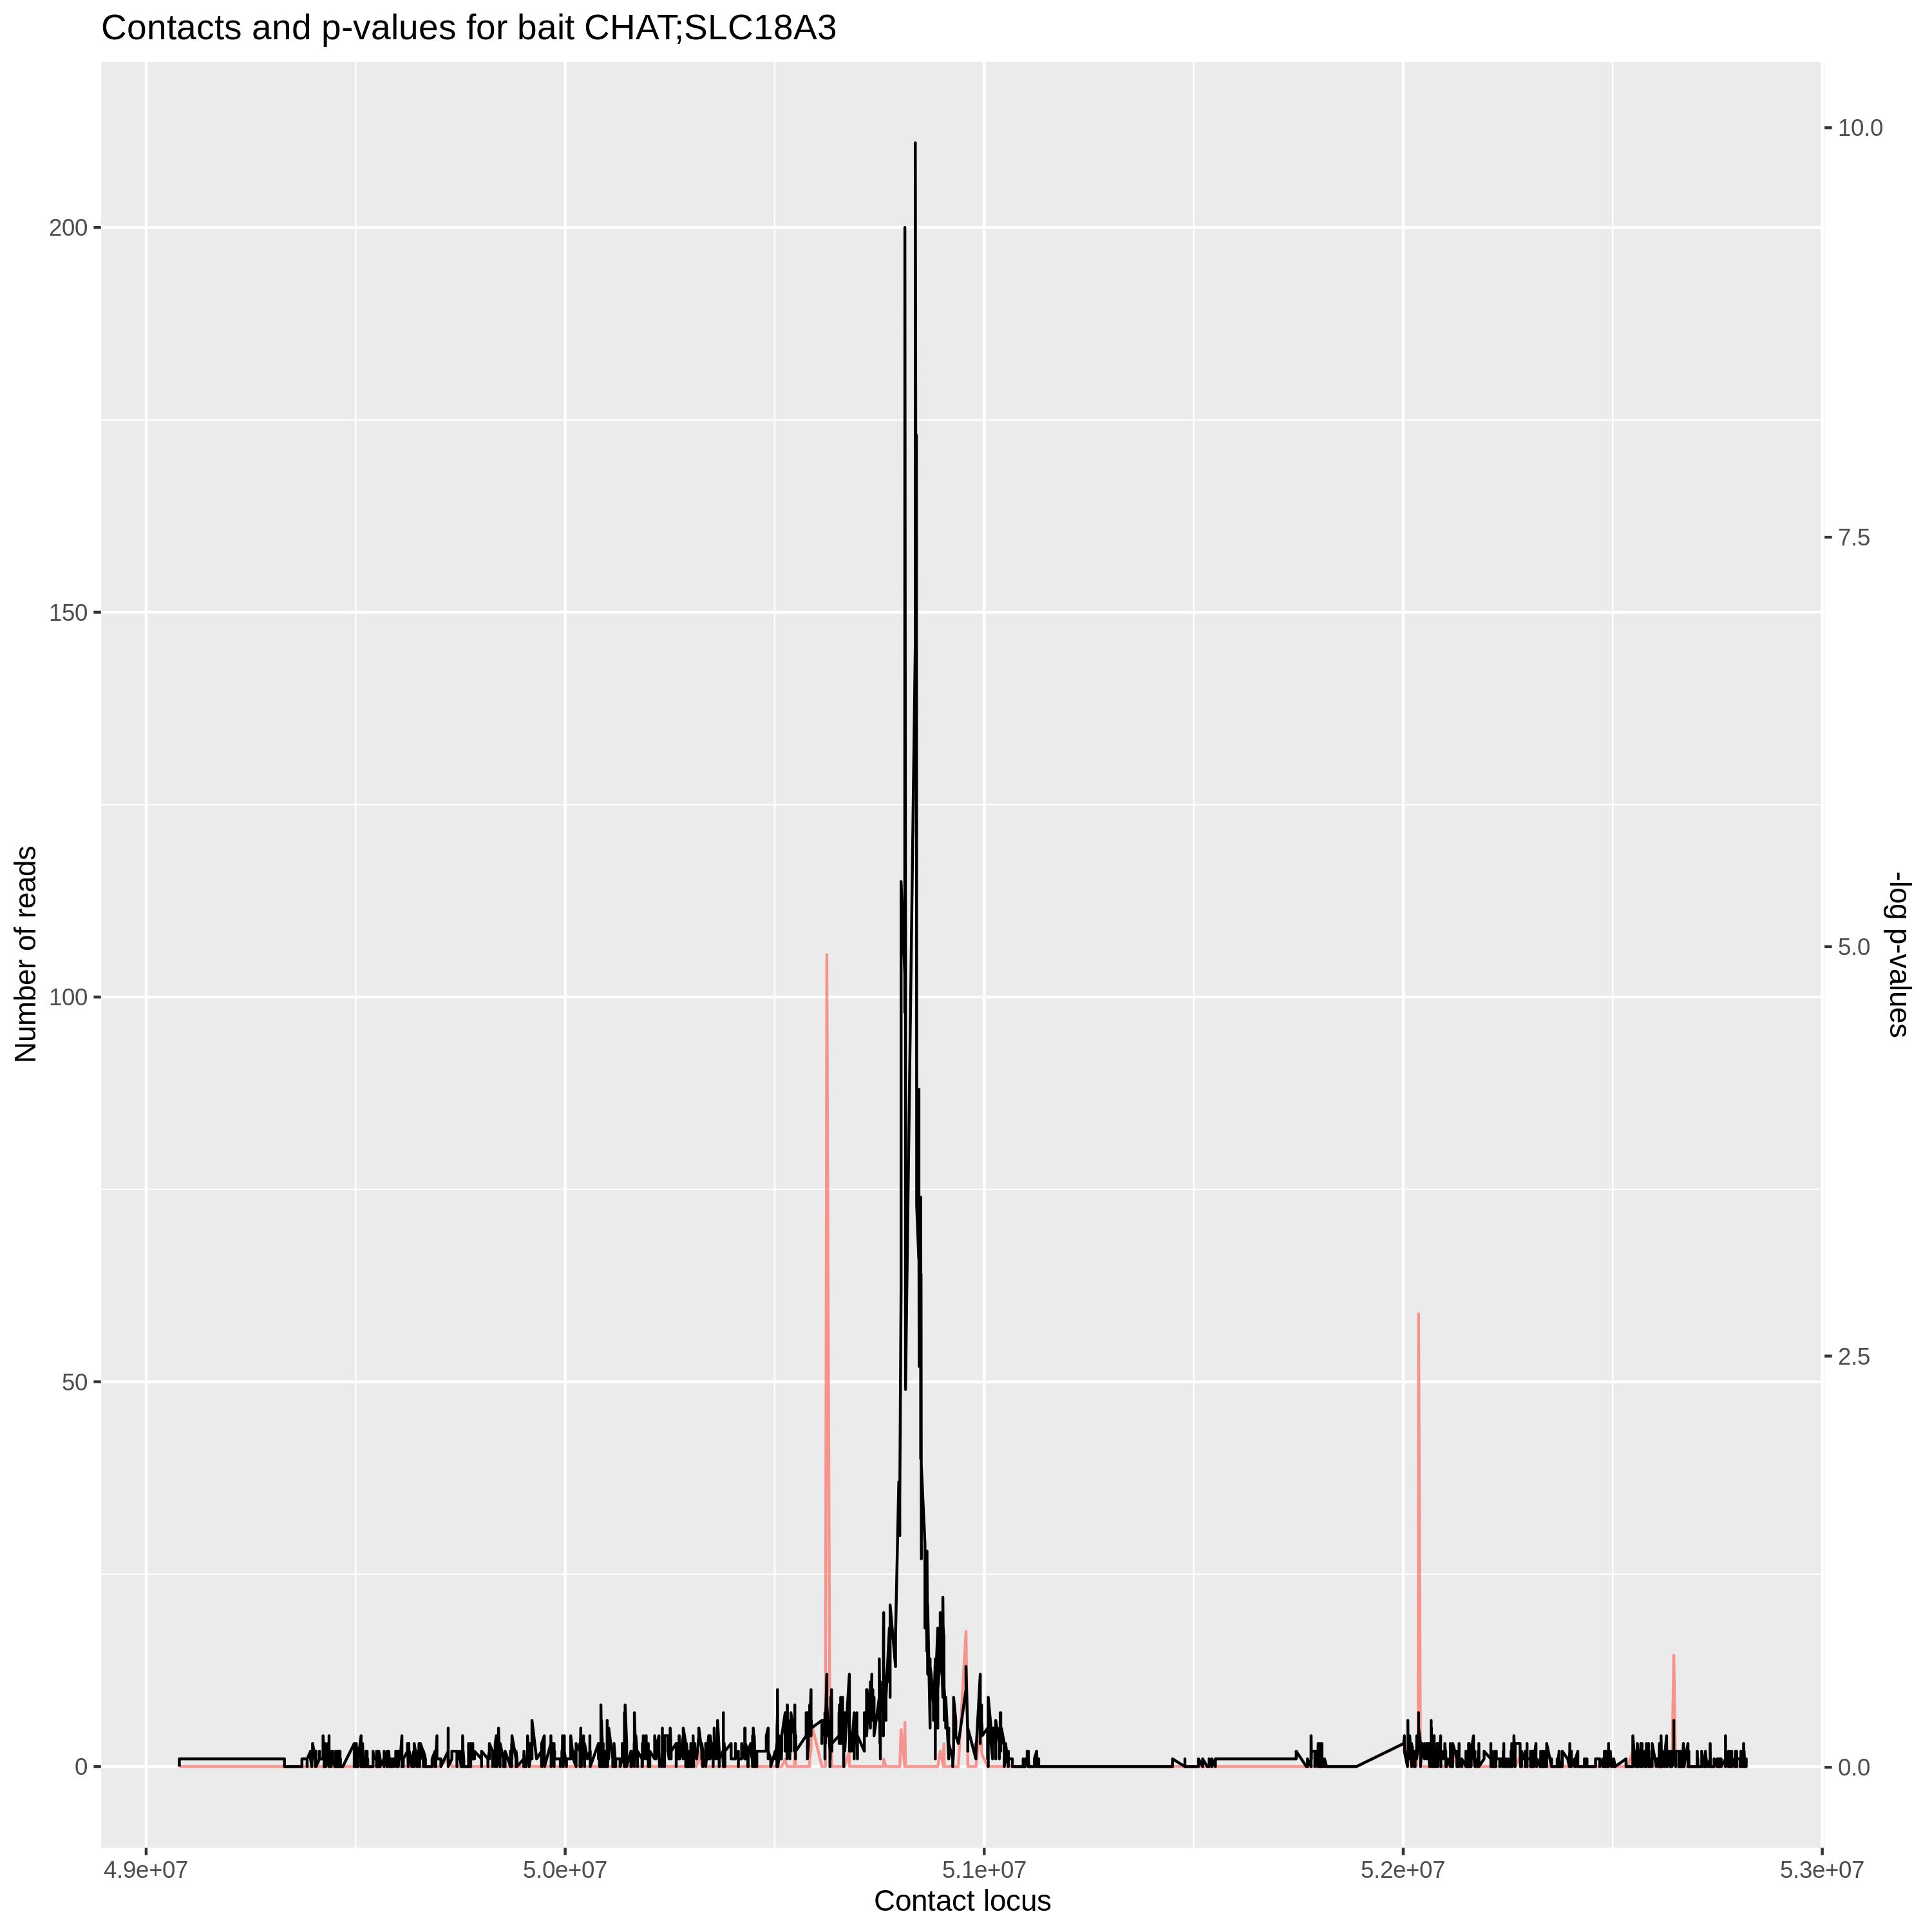 Contacts and p-values for bait CHAT;SLC18A3
Number of reads
200
150
100
50
0
10.0
7.5
5.0
2.5
0.0
-log p-values
4.9e+07
5.0e+07
5.1e+07
5.2e+07
5.3e+07
Contact locus